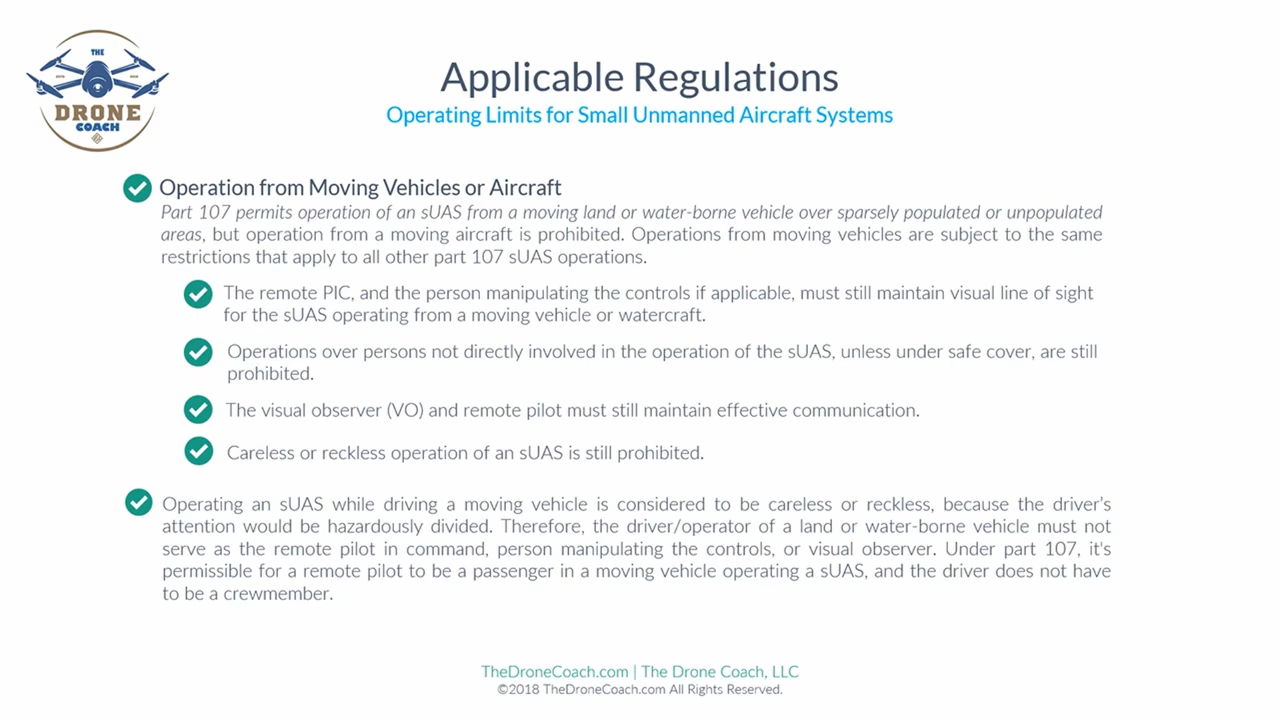 THE
DRONE
COACH
Applicable Regulations
Operating Limits for Small Unmanned Aircraft Systems
Operation from Moving Vehicles or Aircraft
Part 107 permits operation of an sUAS from a moving land or water-borne vehicle over sparsely populated or unpopulated
areas, but operation from a moving aircraft is prohibited. Operations from moving vehicles are subject to the same
restrictions that apply to all other part 107 sUAS operations.
The remote PIC, and the person manipulating the controls if applicable, must still maintain visual line of sight
for the sUAS operating from a moving vehicle or watercraft.
Operations over persons not directly involved in the operation of the sUAS, unless under safe cover, are still
prohibited.
The visual observer (VO) and remote pilot must still maintain effective communication.
Careless or reckless operation of an sUAS is still prohibited.
Operating an sUAS while driving a moving vehicle is considered to be careless or reckless, because the driver's
attention would be hazardously divided. Therefore, the driver/operator of a land or water-borne vehicle must not
serve as the remote pilot in command, person manipulating the controls, or visual observer. Under part 107, it's
permissible for a remote pilot to be a passenger in a moving vehicle operating a sUAS, and the driver does not have
to be a crewmember.
TheDroneCoach.com | The Drone Coach, LLC
©2018 TheDroneCoach.com All Rights Reserved.